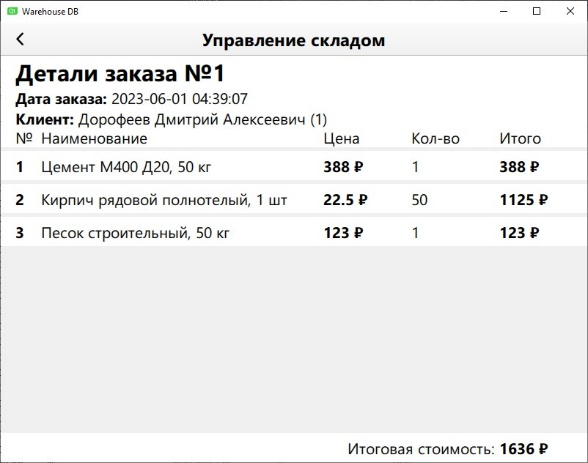 Warehouse DB
Управление складом
Детали заказа №1
Дата заказа: 2023-06-01 04:39:07
Клиент: Дорофеев Дмитрий Алексеевич (1)
№ Наименование Цена Кол-во Итого
1 Цемент М400 Д20, 50 кг 388 ₽ 1 388 ₽
2 Кирпич рядовой полнотелый, 1 шт 22.5 ₽ 50 1125 ₽
3 Песок строительный, 50 кг 123 ₽ 1 123 ₽
Итоговая стоимость: 1636 ₽